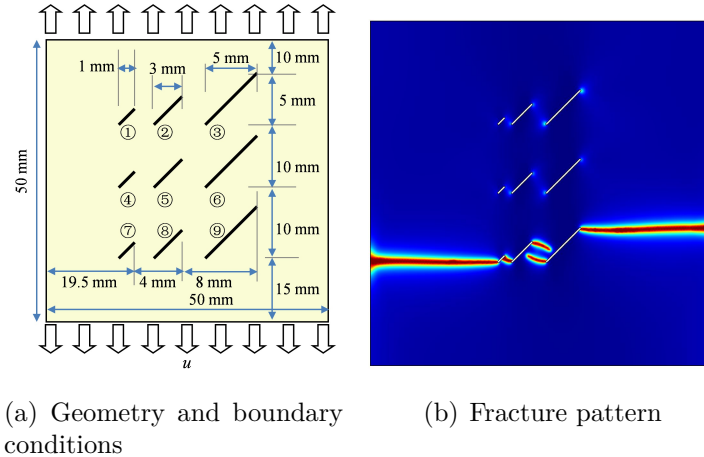 10 mm
5 mm
1 mm
3 mm
5 mm
① ② ③
10 mm
50 mm
④ ⑤ ⑥
10 mm
⑦ ⑧ ⑨
19.5 mm 4 mm 8 mm
15 mm
50 mm
u
(a) Geometry and boundary
conditions
(b) Fracture pattern